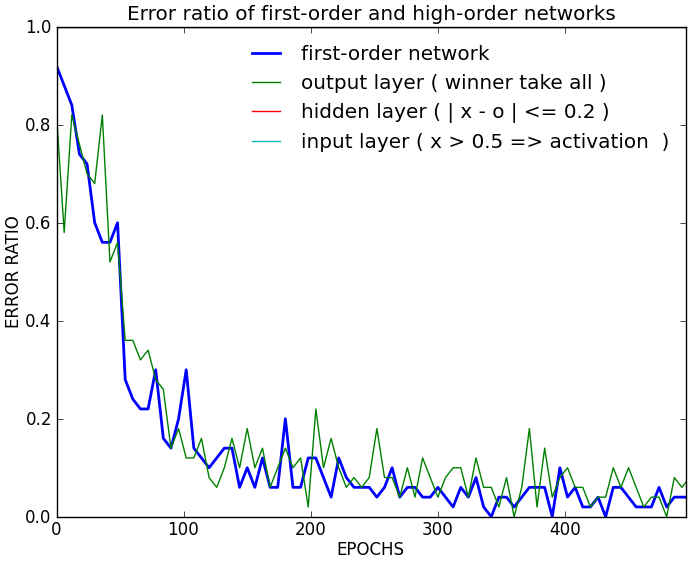 Error ratio of first-order and high-order networks
first-order network
output layer ( winner take all )
hidden layer ( | x - o | <= 0.2 )
input layer ( x > 0.5 => activation  )
1.0
0.8
0.6
0.4
0.2
0.0
ERROR RATIO
0 100 200 300 400
EPOCHS